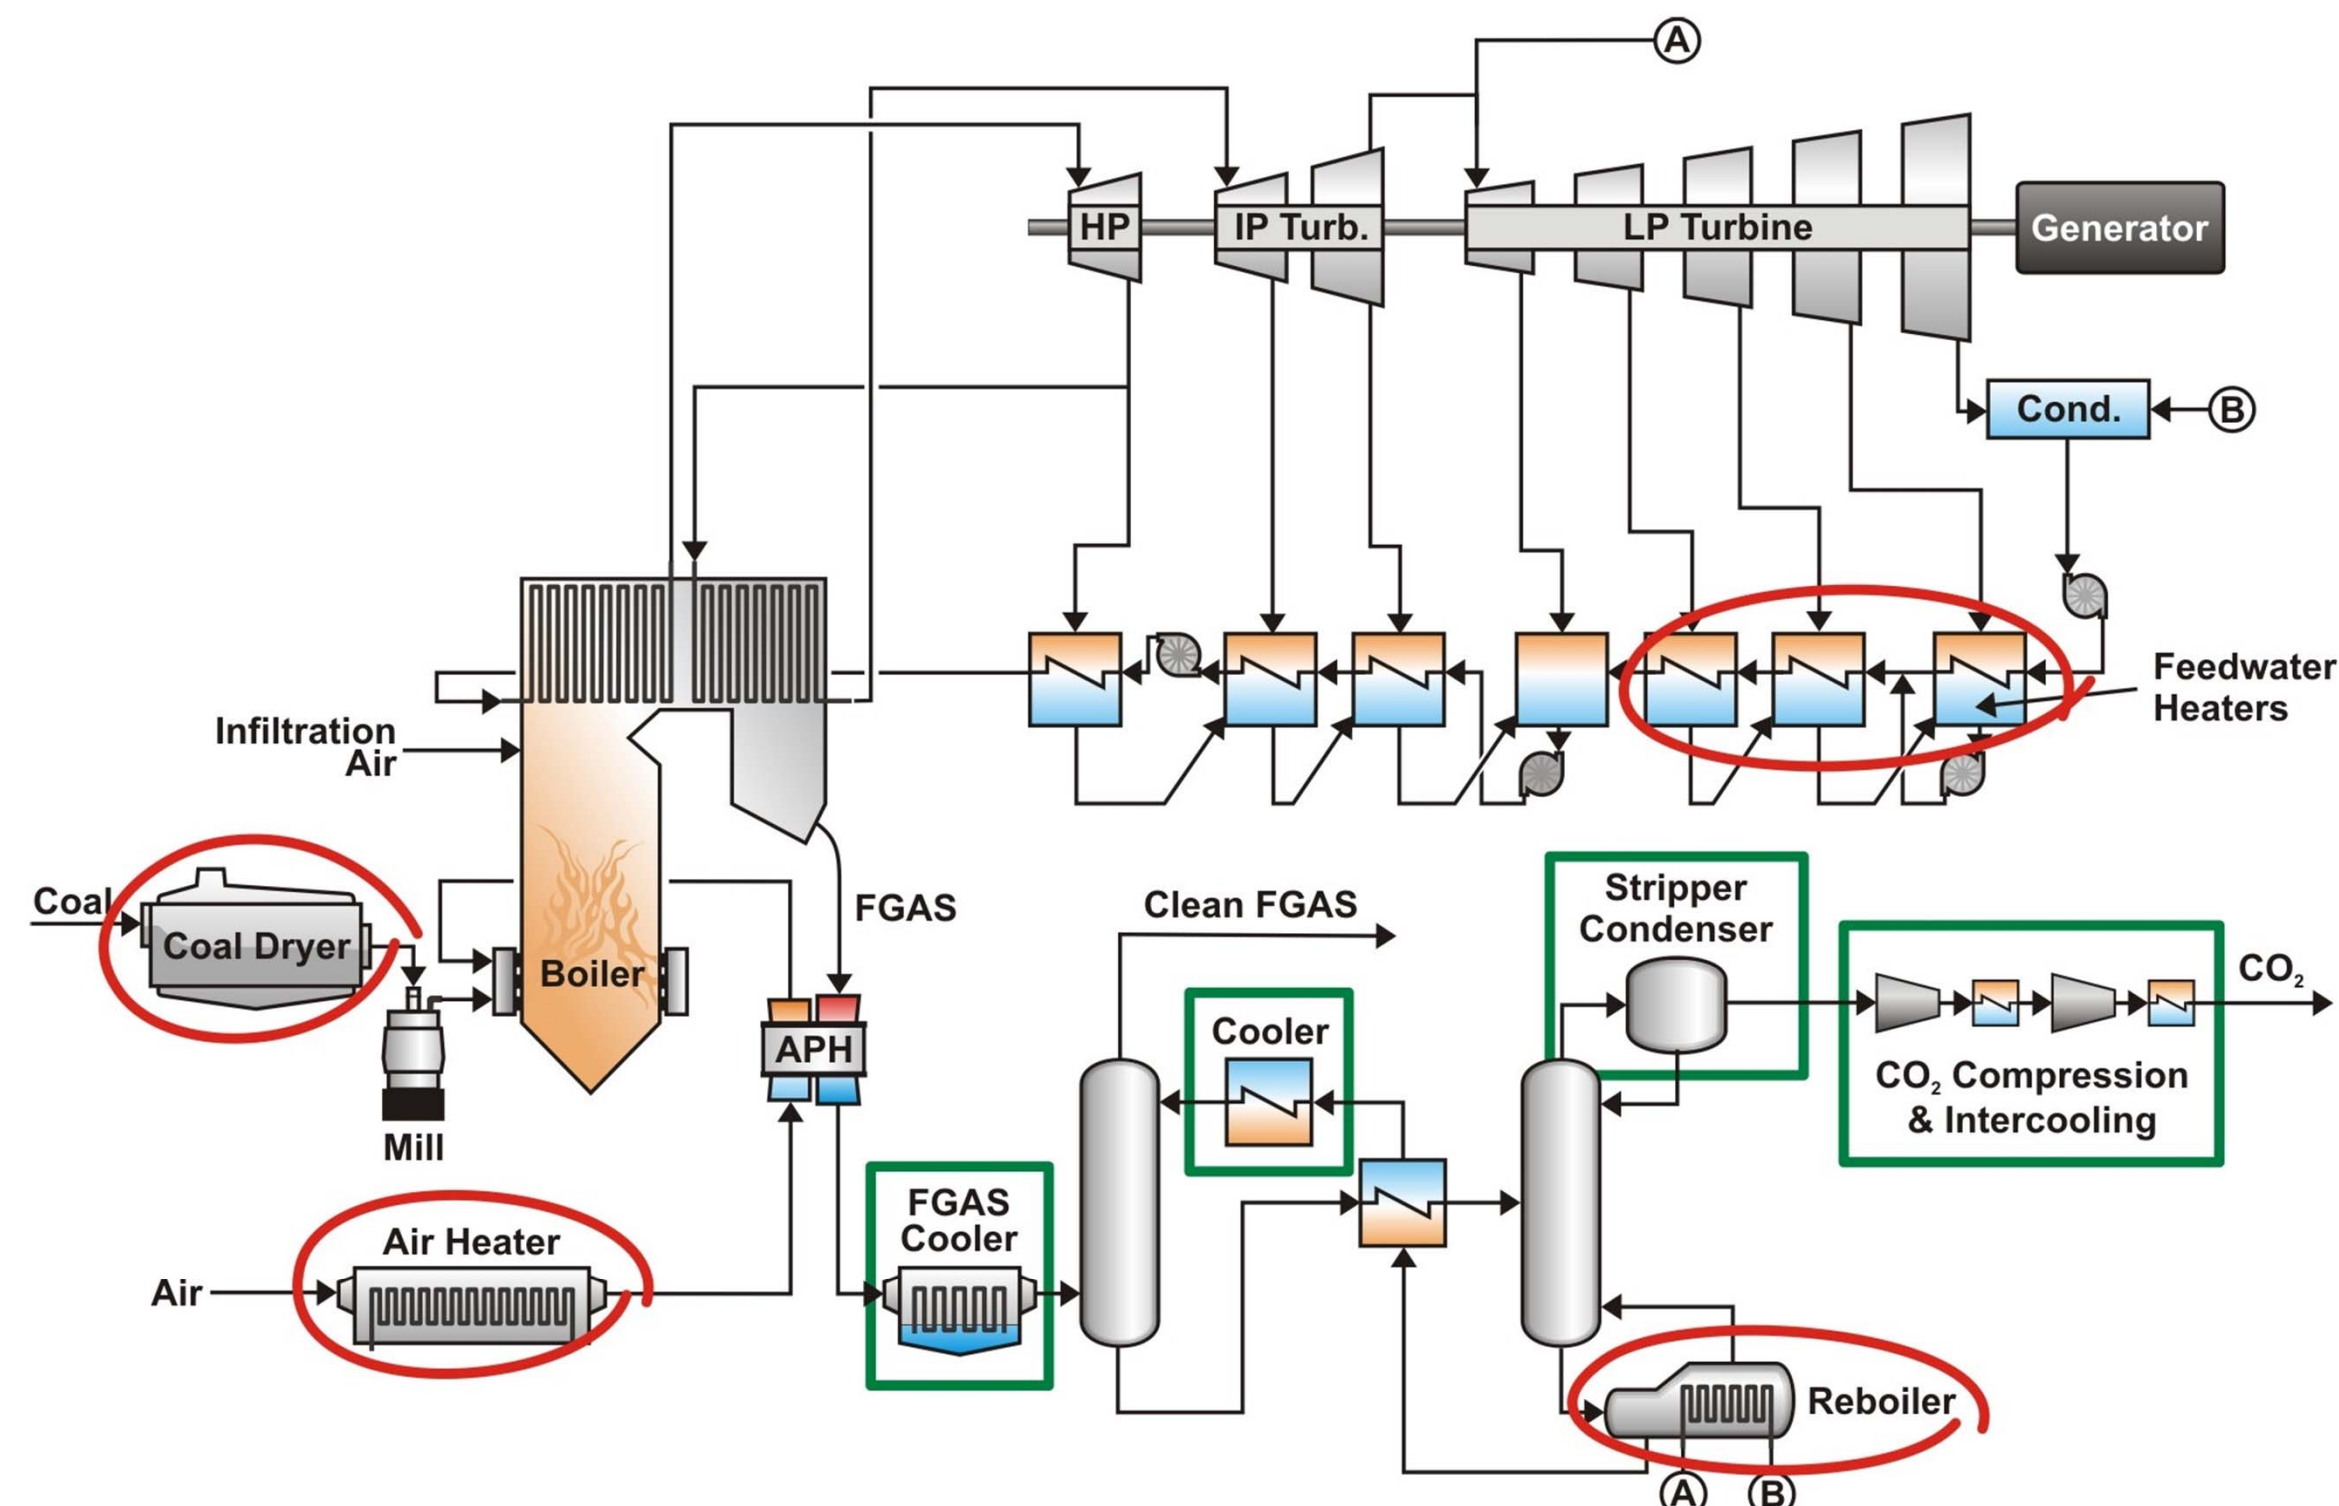 A
HP
IP Turb.
LP Turbine
Generator
Cond.
B
Infiltration
Air
Feedwater
Heaters
Coal
Coal Dryer
Boiler
FGAS
Mill
APH
Clean FGAS
Stripper
Condenser
CO₂
Cooler
CO₂ Compression
& Intercooling
FGAS
Cooler
Air Heater
Air
Reboiler
A
B